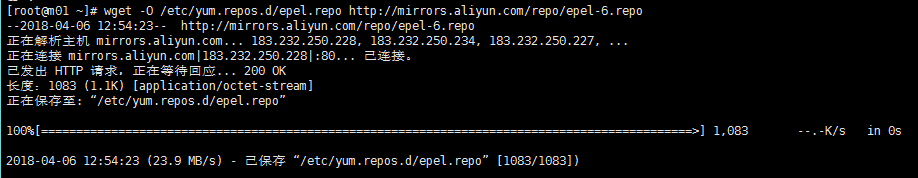 [root@m01 ~]# wget -O /etc/yum.repos.d/epel.repo http://mirrors.aliyun.com/repo/epel-6.repo
--2018-04-06 12:54:23--  http://mirrors.aliyun.com/repo/epel-6.repo
正在解析主机 mirrors.aliyun.com... 183.232.250.228, 183.232.250.234, 183.232.250.227, ...
正在连接 mirrors.aliyun.com|183.232.250.228|:80... 已连接。
已发出 HTTP 请求，正在等待回应... 200 OK
长度：1083 (1.1K) [application/octet-stream]
正在保存至: “/etc/yum.repos.d/epel.repo”
100%[=============================================================================================>] 1,083       --.-K/s   in 0s
2018-04-06 12:54:23 (23.9 MB/s) - 已保存 “/etc/yum.repos.d/epel.repo” [1083/1083])